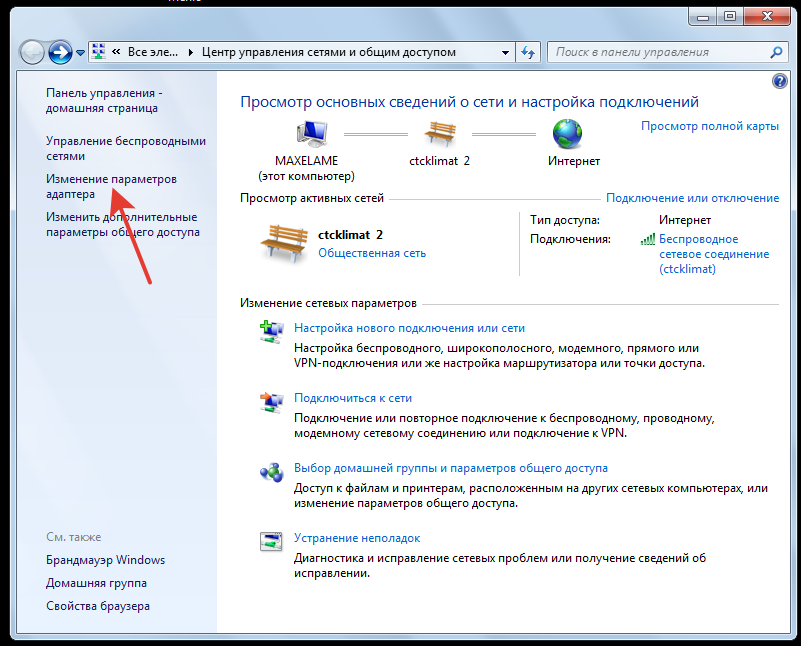 « Все эле... Центр управления сетями и общим доступом
Поиск в панели управления
Панель управления -
домашняя страница
Управление беспроводными
сетями
Изменение параметров
адаптера
Изменить дополнительные
параметры общего доступа
См. также
Брандмауэр Windows
Домашняя группа
Свойства браузера
Просмотр основных сведений о сети и настройка подключений
Просмотр полной карты
MAXELAME
(этот компьютер)
ctcklimat 2
Интернет
Просмотр активных сетей
Подключение или отключение
ctcklimat 2
Общественная сеть
Тип доступа: Интернет
Подключения: Беспроводное
сетевое соединение
(ctcklimat)
Изменение сетевых параметров
Настройка нового подключения или сети
Настройка беспроводного, широкополосного, модемного, прямого или
VPN-подключения или же настройка маршрутизатора или точки доступа.
Подключиться к сети
Подключение или повторное подключение к беспроводному, проводному,
модемному сетевому соединению или подключение к VPN.
Выбор домашней группы и параметров общего доступа
Доступ к файлам и принтерам, расположенным на других сетевых компьютерах, или
изменение параметров общего доступа.
Устранение неполадок
Диагностика и исправление сетевых проблем или получение сведений об
исправлении.